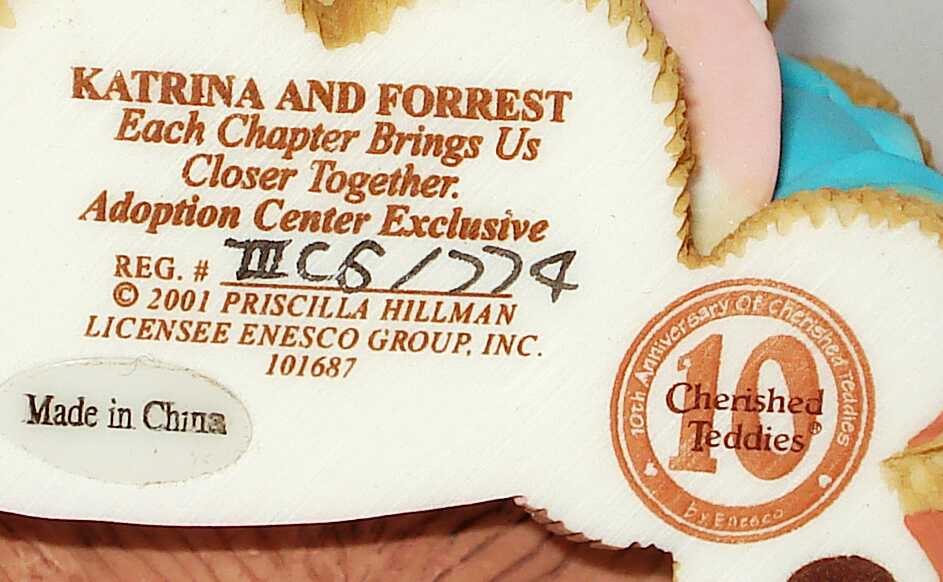 KATRINA AND FORREST
Each Chapter Brings Us
Closer Together.
Adoption Center Exclusive
REG. # IIIC6/774
© 2001 PRISCILLA HILLMAN
LICENSEE ENESCO GROUP, INC.
101687
Made in China
10th Anniversary Of Cherished Teddies
10
Cherished
Teddies®
by Enesco